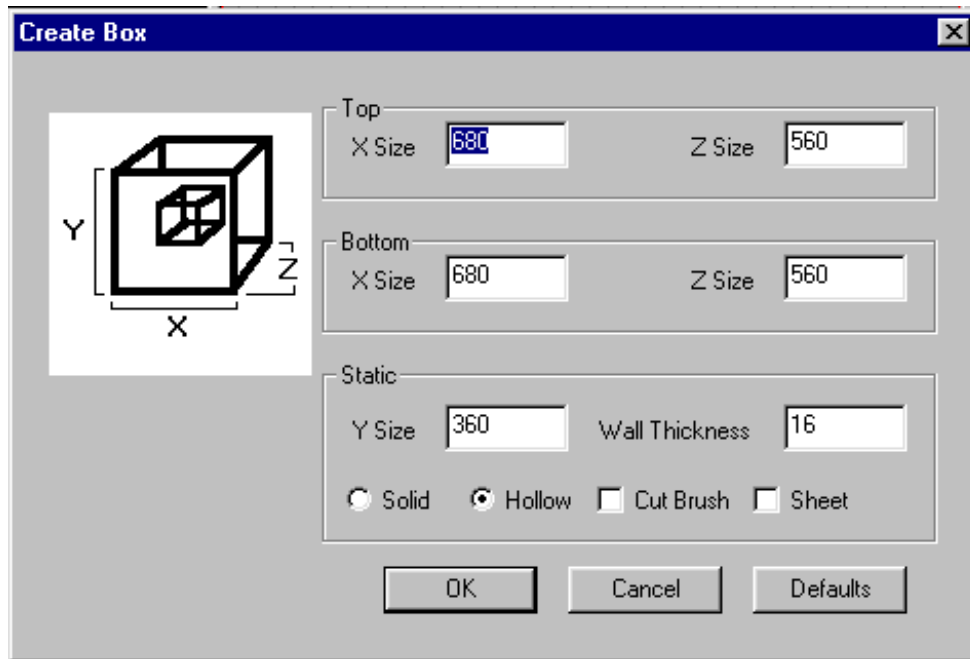 Create Box
Top
X Size 680 Z Size 560
Bottom
X Size 680 Z Size 560
Static
Y Size 360 Wall Thickness 16
Solid Hollow Cut Brush Sheet
OK Cancel Defaults
Y
Z
X